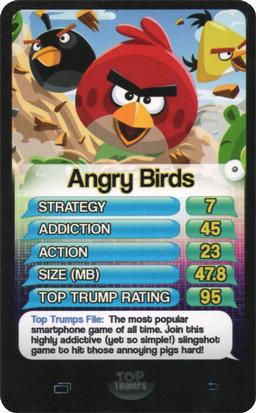 Angry Birds
STRATEGY 7
ADDICTION 45
ACTION 23
SIZE (MB) 47.8
TOP TRUMP RATING 95
Top Trumps File: The most popular
smartphone game of all time. Join this
highly addictive (yet so simple!) slingshot
game to hit those annoying pigs hard!
TOP
TRUMPS